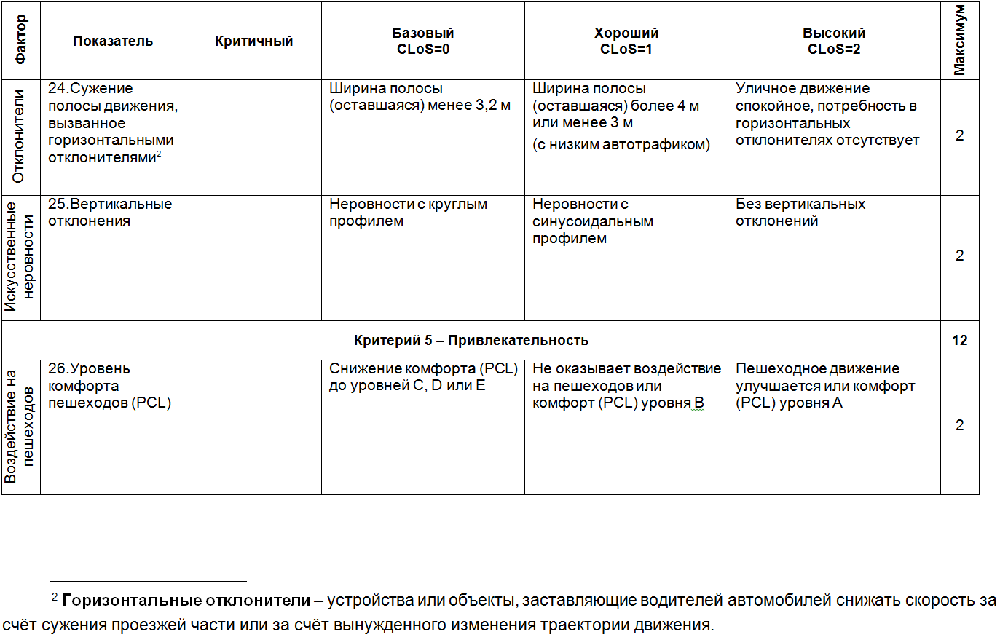 Фактор
Показатель
Критичный
Базовый
CLoS=0
Хороший
CLoS=1
Высокий
CLoS=2
Максимум
Отклонители
24.Сужение
полосы движения,
вызванное
горизонтальными
отклонителями2
Ширина полосы
(оставшаяся) менее 3,2 м
Ширина полосы
(оставшаяся) более 4 м
или менее 3 м
(с низким автотрафиком)
Уличное движение
спокойное, потребность в
горизонтальных
отклонителях отсутствует
2
Искусственные
неровности
25.Вертикальные
отклонения
Неровности с круглым
профилем
Неровности с
синусоидальным
профилем
Без вертикальных
отклонений
2
Критерий 5 – Привлекательность
12
Воздействие на
пешеходов
26.Уровень
комфорта
пешеходов (PCL)
Снижение комфорта (PCL)
до уровней C, D или E
Не оказывает воздействие
на пешеходов или
комфорт (PCL) уровня B
Пешеходное движение
улучшается или комфорт
(PCL) уровня A
2
2 Горизонтальные отклонители – устройства или объекты, заставляющие водителей автомобилей снижать скорость за
счёт сужения проезжей части или за счёт вынужденного изменения траектории движения.